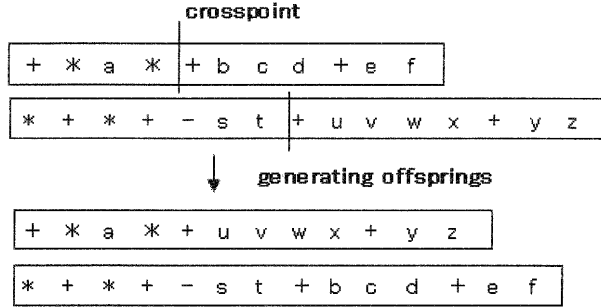 crosspoint
+ * a * + b c d + e f
* + * + - s t + u v w x + y z
generating offsprings
+ * a * + u v w x + y z
* + * + - s t + b c d + e f